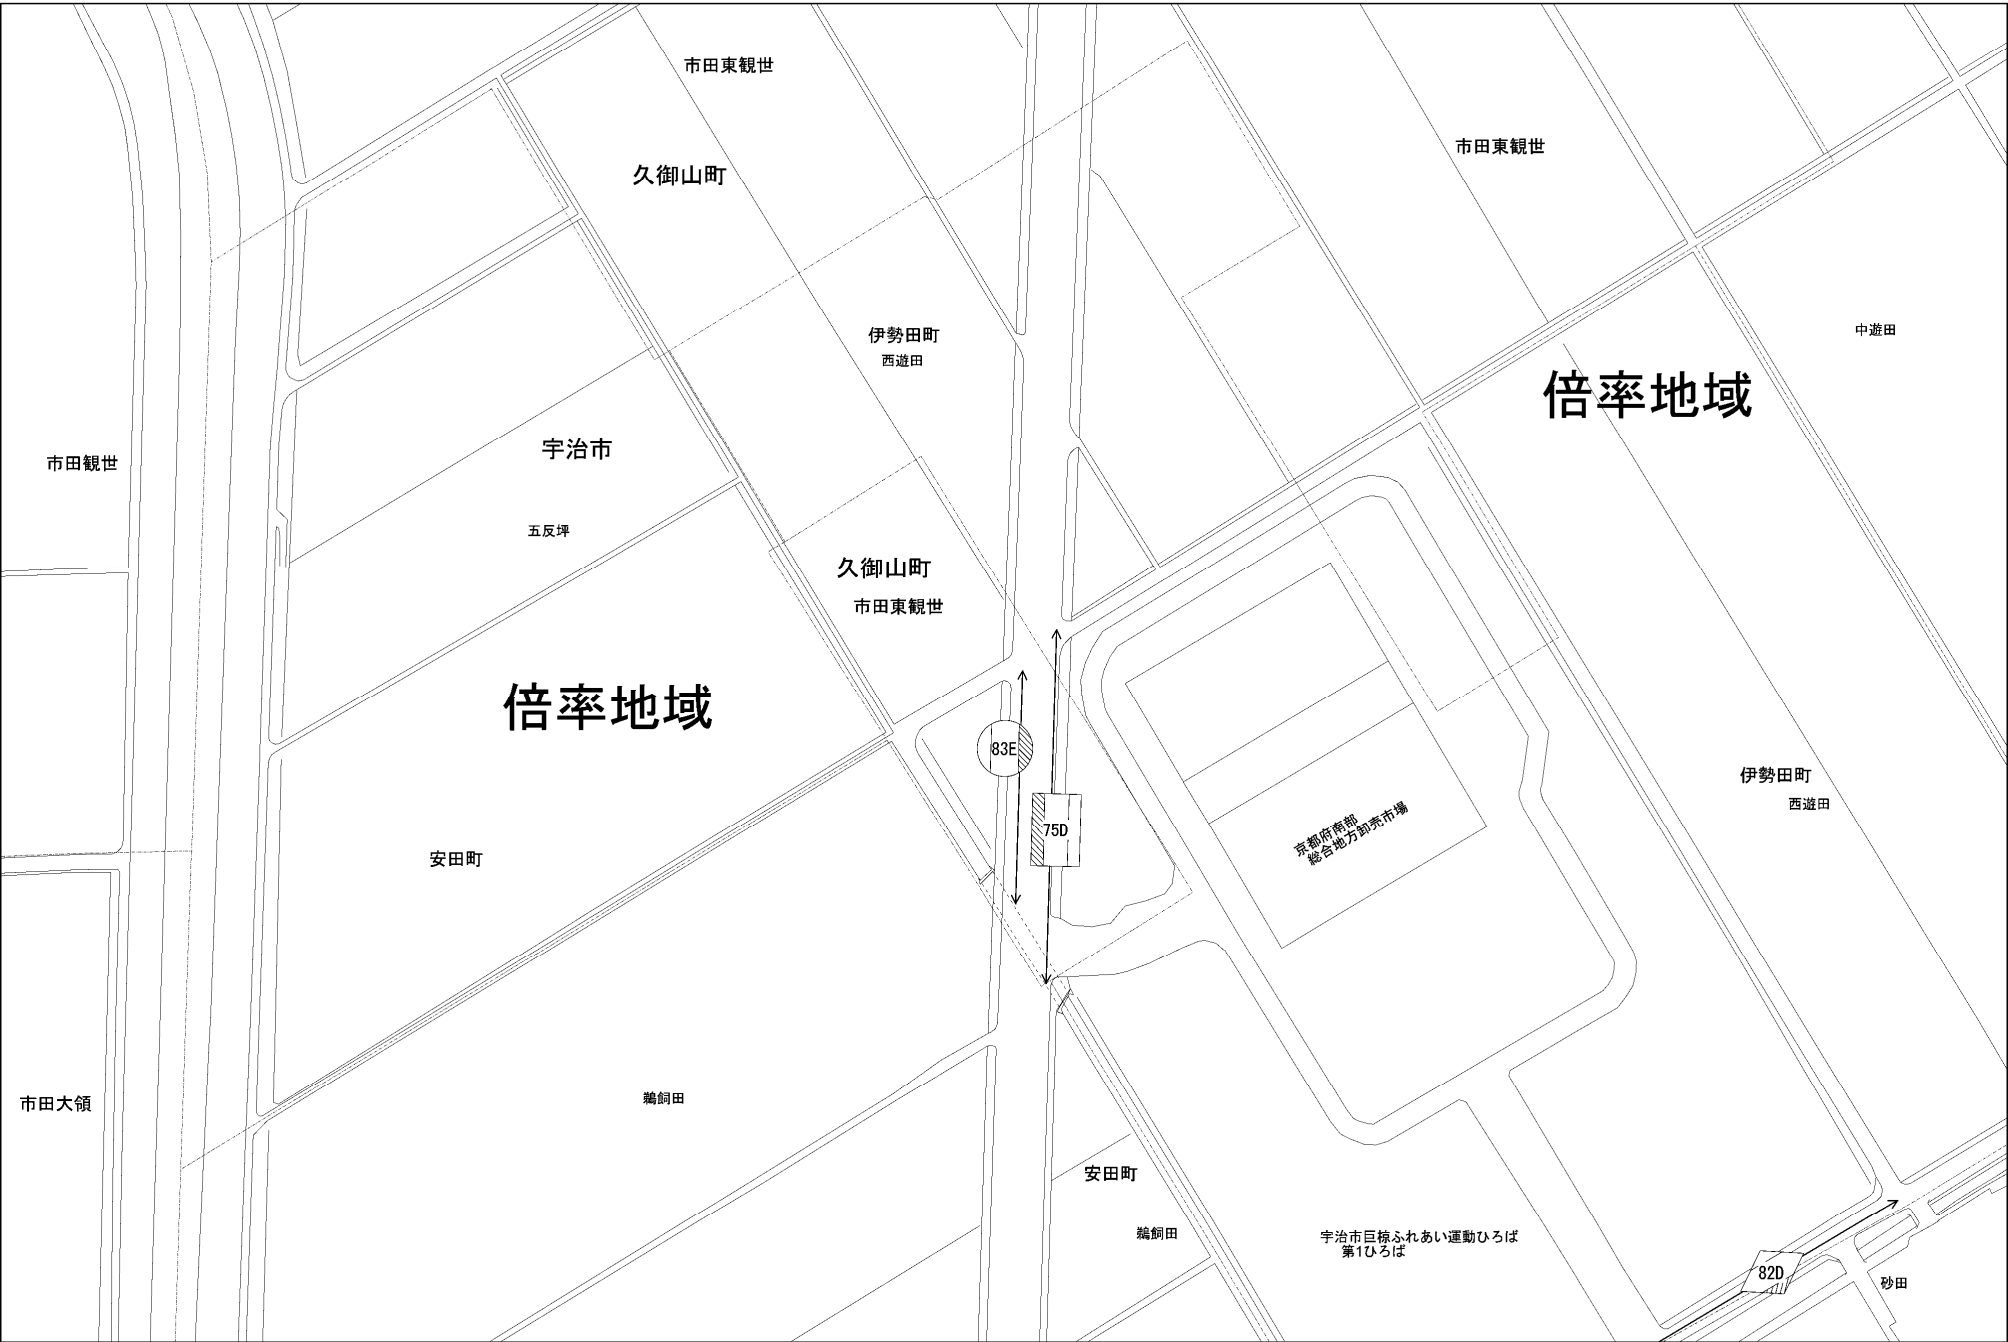 市田東観世
市田東観世
久御山町
伊勢田町
西遊田
中遊田
倍率地域
宇治市
市田観世
五反坪
久御山町
市田東観世
倍率地域
83E
75D
伊勢田町
西遊田
京都府南部
総合地方卸売市場
安田町
市田大領
鵜飼田
安田町
鵜飼田
宇治市巨椋ふれあい運動ひろば
第1ひろば
82D
砂田